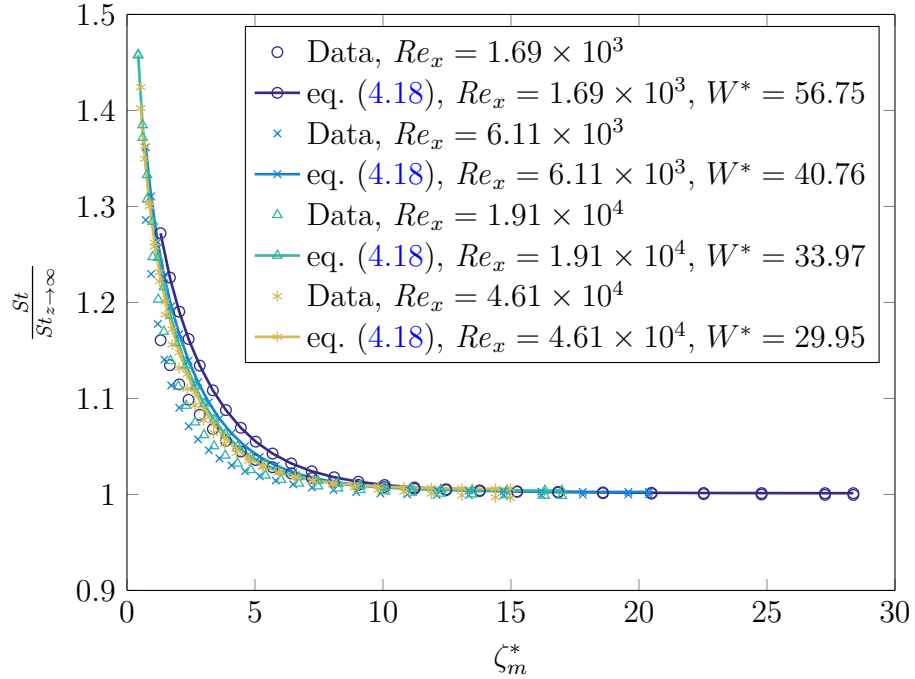 1.5
1.4
1.3
1.2
1.1
1
0.9
St
St_{z→∞}
Data, Re_x = 1.69 × 10^3
eq. (4.18), Re_x = 1.69 × 10^3, W* = 56.75
Data, Re_x = 6.11 × 10^3
eq. (4.18), Re_x = 6.11 × 10^3, W* = 40.76
Data, Re_x = 1.91 × 10^4
eq. (4.18), Re_x = 1.91 × 10^4, W* = 33.97
Data, Re_x = 4.61 × 10^4
eq. (4.18), Re_x = 4.61 × 10^4, W* = 29.95
0 5 10 15 20 25 30
ζ*_m